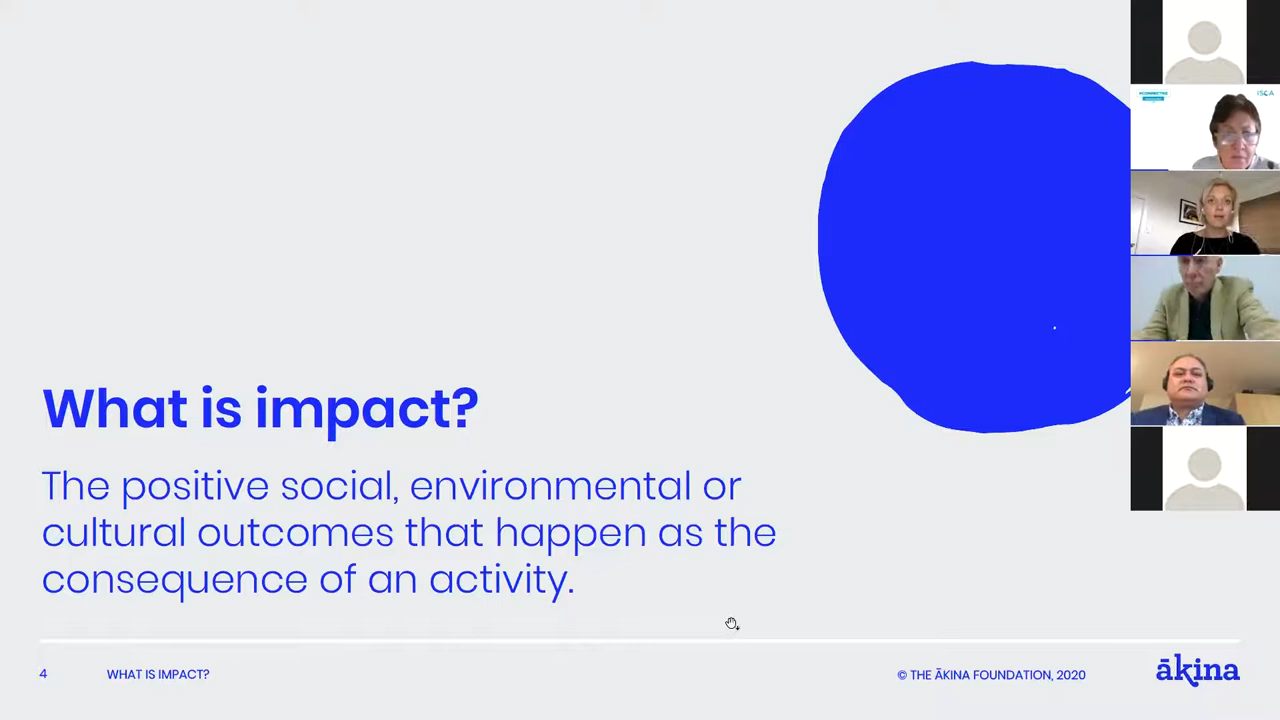 What is impact?
The positive social, environmental or
cultural outcomes that happen as the
consequence of an activity.
4
WHAT IS IMPACT?
© THE ĀKINA FOUNDATION, 2020
ākina
ISCA